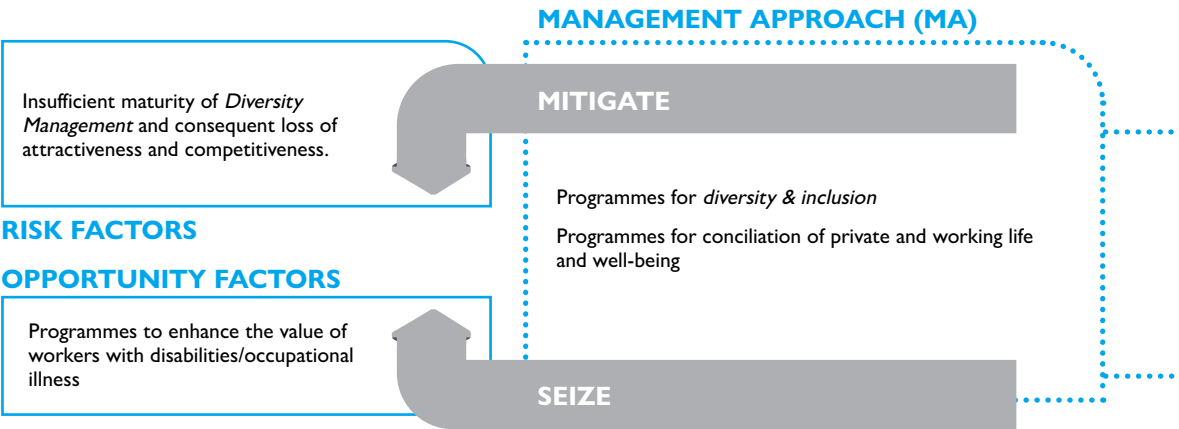 MANAGEMENT APPROACH (MA)
Insufficient maturity of Diversity
Management and consequent loss of
attractiveness and competitiveness.
MITIGATE
Programmes for diversity & inclusion
Programmes for conciliation of private and working life
and well-being
RISK FACTORS
OPPORTUNITY FACTORS
Programmes to enhance the value of
workers with disabilities/occupational
illness
SEIZE